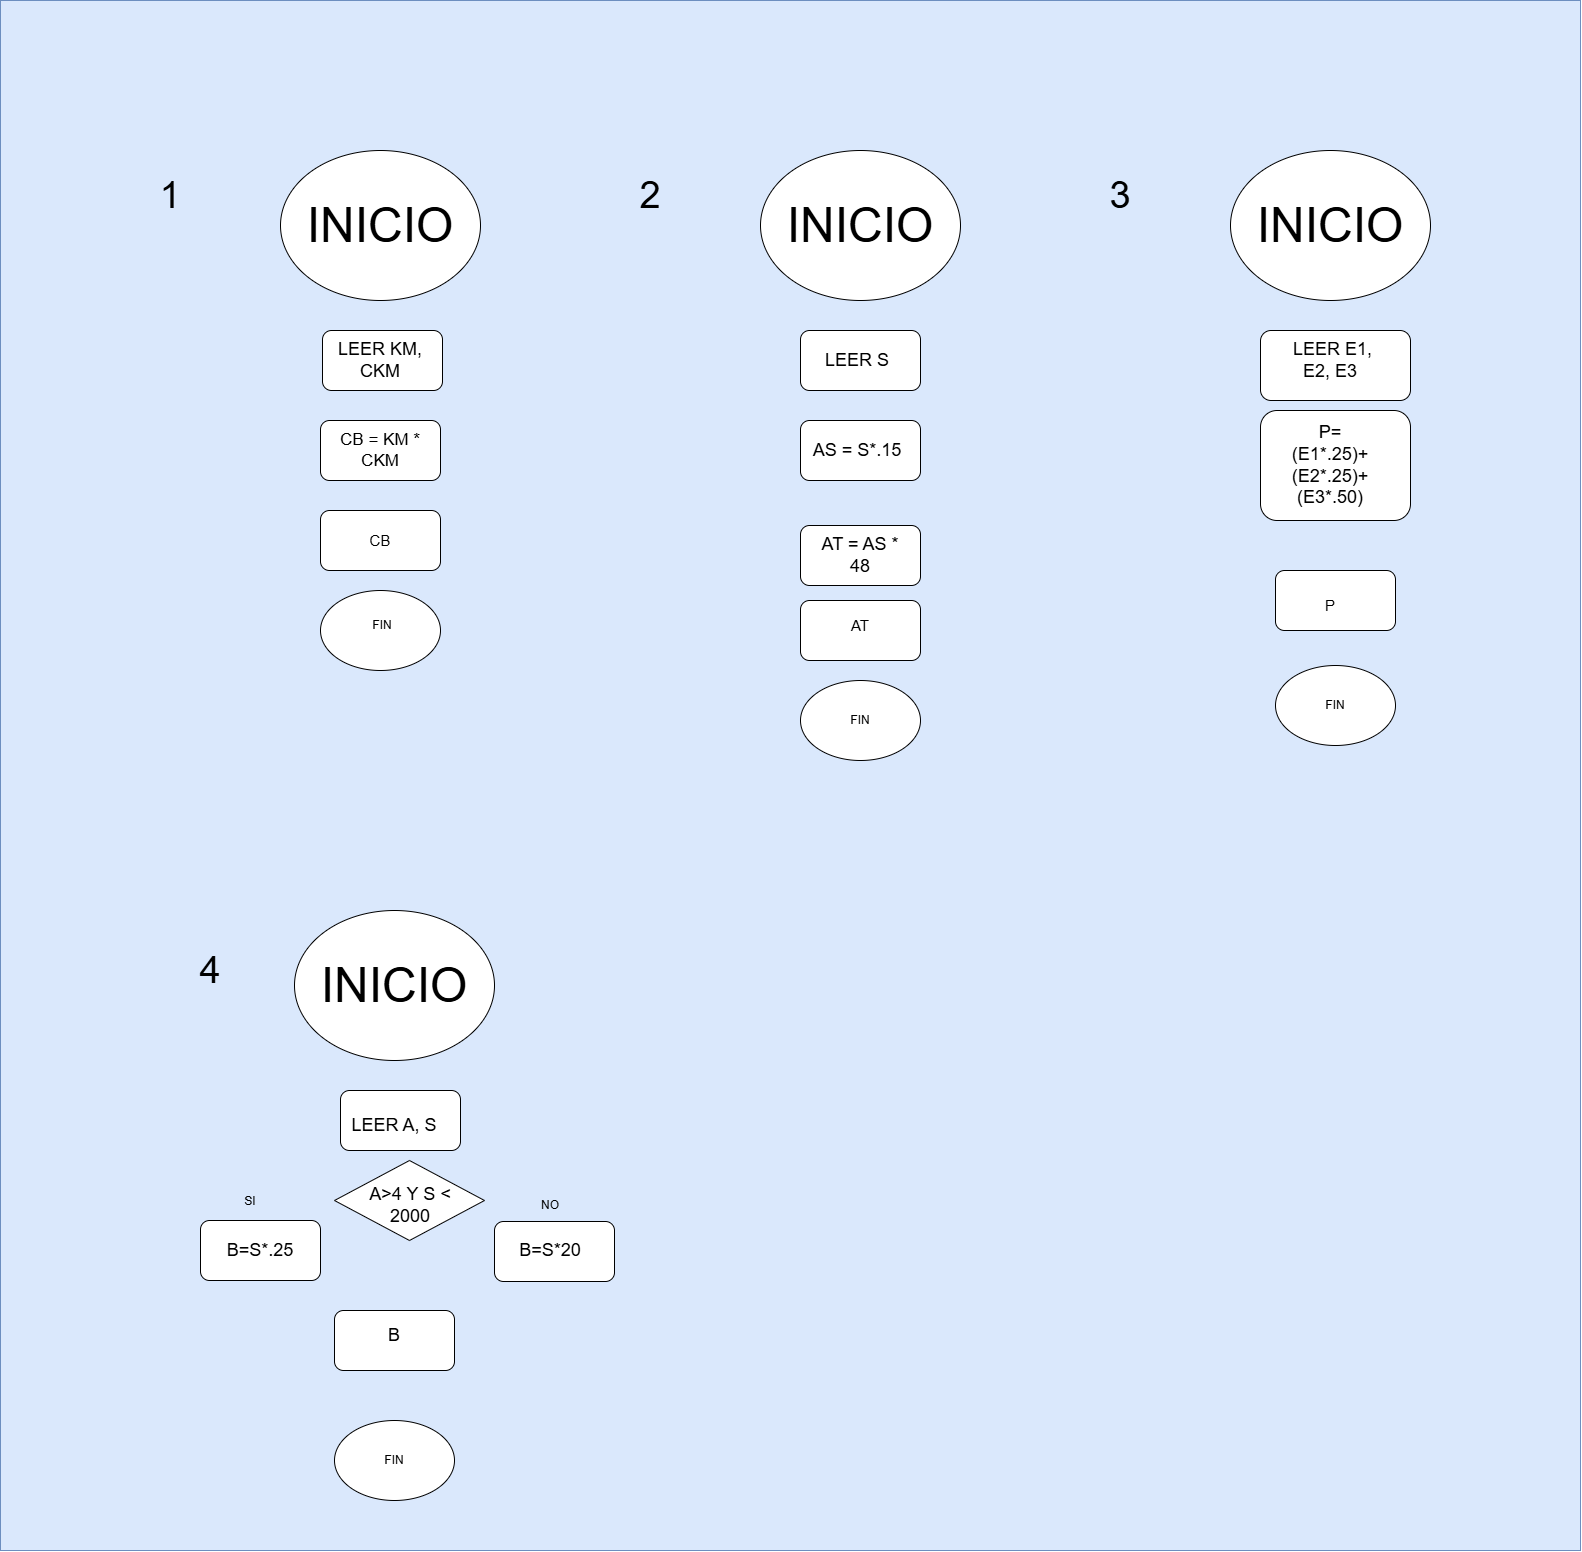 1
INICIO
LEER KM,
CKM
CB = KM *
CKM
CB
FIN
2
INICIO
LEER S
AS = S*.15
AT = AS *
48
AT
FIN
3
INICIO
LEER E1,
E2, E3
P=
(E1*.25)+
(E2*.25)+
(E3*.50)
P
FIN
4
INICIO
LEER A, S
A>4 Y S <
2000
SI
B=S*.25
NO
B=S*20
B
FIN